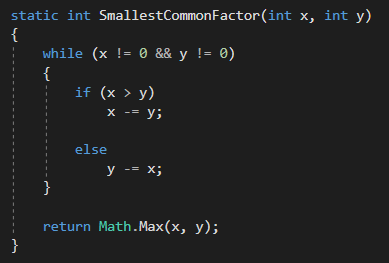 static int SmallestCommonFactor(int x, int y)
{
while (x != 0 && y != 0)
{
if (x > y)
x -= y;
else
y -= x;
}
return Math.Max(x, y);
}